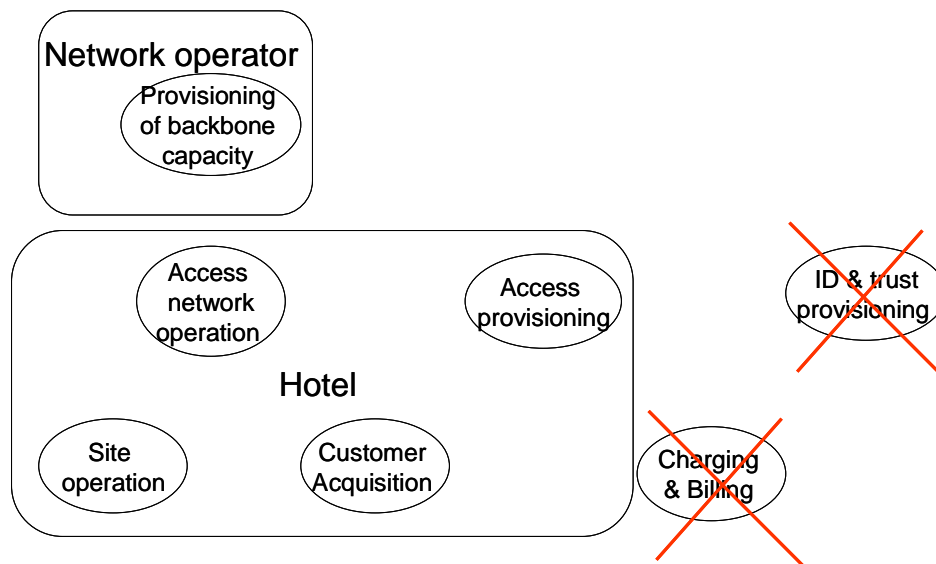 Network operator
Provisioning
of backbone
capacity
Access
network
operation
Access
provisioning
ID & trust
provisioning
Hotel
Site
operation
Customer
Acquisition
Charging
& Billing